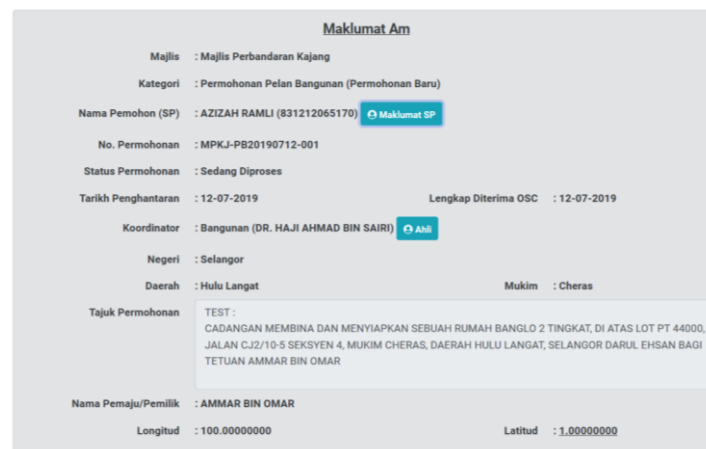 Maklumat Am
Majlis : Majlis Perbandaran Kajang
Kategori : Permohonan Pelan Bangunan (Permohonan Baru)
Nama Pemohon (SP) : AZIZAH RAMLI (831212065170) Maklumat SP
No. Permohonan : MPKJ-PB20190712-001
Status Permohonan : Sedang Diproses
Tarikh Penghantaran : 12-07-2019 Lengkap Diterima OSC : 12-07-2019
Koordinator : Bangunan (DR. HAJI AHMAD BIN SAIRI) Ahli
Negeri : Selangor
Daerah : Hulu Langat Mukim : Cheras
Tajuk Permohonan TEST :
CADANGAN MEMBINA DAN MENYIAPKAN SEBUAH RUMAH BANGLO 2 TINGKAT, DI ATAS LOT PT 44000,
JALAN CJ2/10-5 SEKSYEN 4, MUKIM CHERAS, DAERAH HULU LANGAT, SELANGOR DARUL EHSAN BAGI
TETUAN AMMAR BIN OMAR
Nama Pemaju/Pemilik : AMMAR BIN OMAR
Longitud : 100.00000000 Latitud : 1.00000000